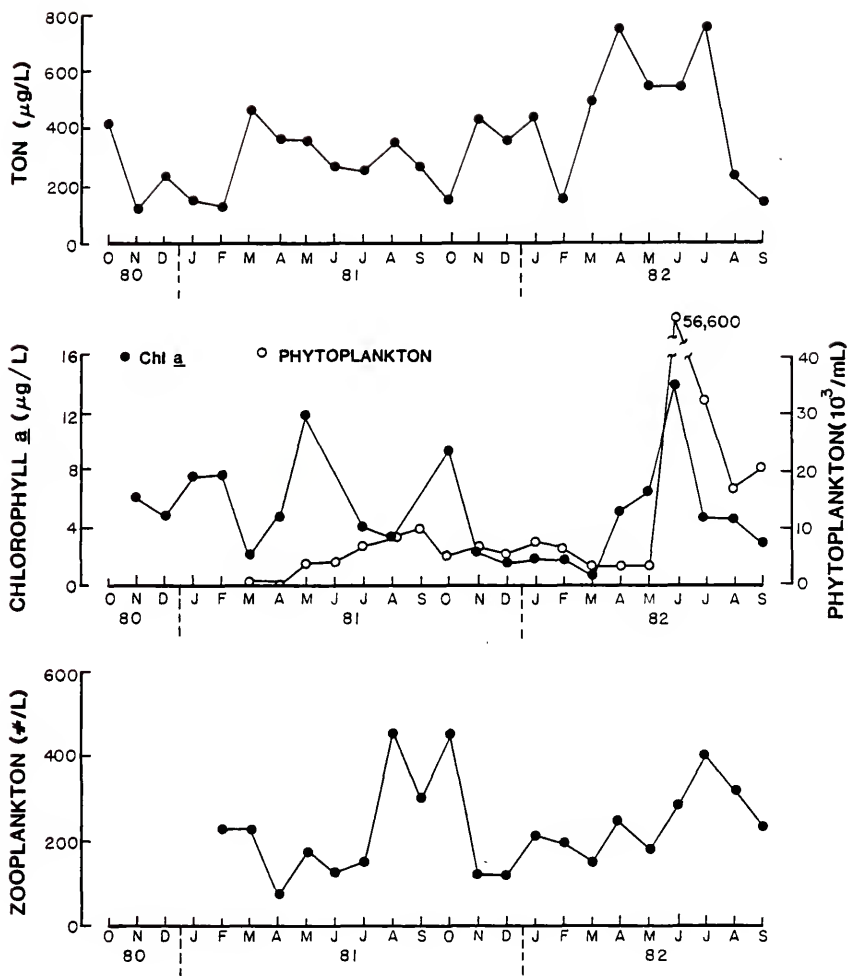 TON (µg/L)
800
600
400
200
0
O N D J F M A M J J A S O N D J F M A M J J A S
80 81 82
CHLOROPHYLL a (µg/L)
16
12
8
4
0
Chl a
PHYTOPLANKTON
56,600
40
30
20
10
0
PHYTOPLANKTON(10³/mL)
O N D J F M A M J J A S O N D J F M A M J J A S
80 81 82
ZOOPLANKTON (#/L)
600
400
200
0
O N D J F M A M J J A S O N D J F M A M J J A S
80 81 82